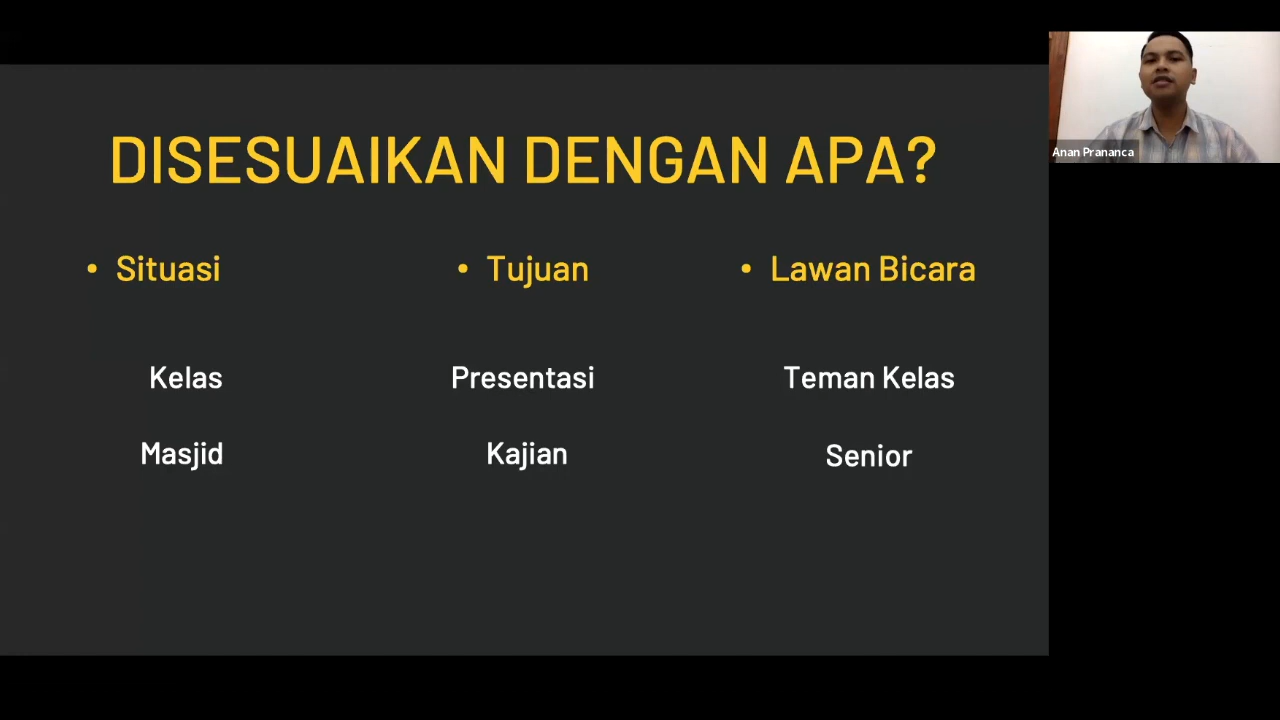 DISESUAIKAN DENGAN APA?
• Situasi
• Tujuan
• Lawan Bicara
Kelas
Presentasi
Teman Kelas
Masjid
Kajian
Senior
Anan Prananca